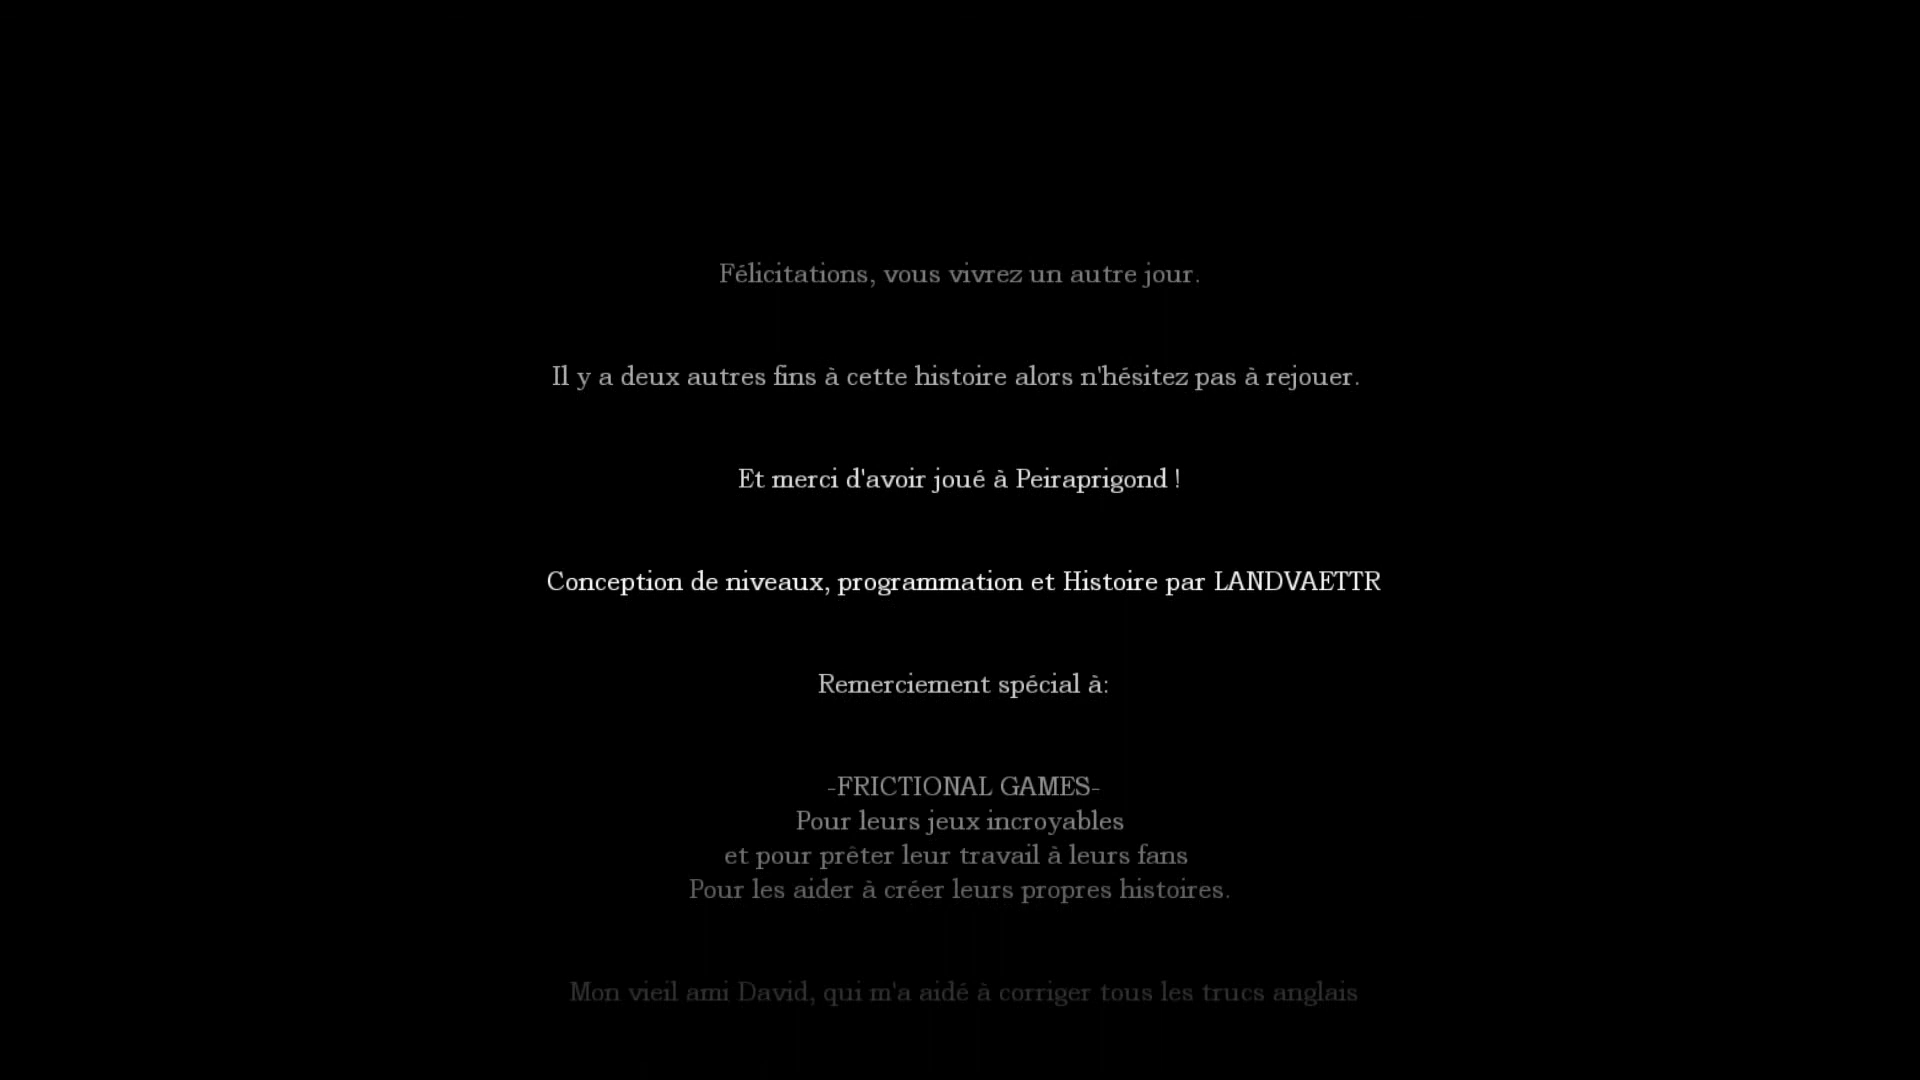 Félicitations, vous vivrez un autre jour.
Il y a deux autres fins à cette histoire alors n'hésitez pas à rejouer.
Et merci d'avoir joué à Peiraprigond !
Conception de niveaux, programmation et Histoire par LANDVAETTR
Remerciement spécial à:
-FRICTIONAL GAMES-
Pour leurs jeux incroyables
et pour prêter leur travail à leurs fans
Pour les aider à créer leurs propres histoires.
Mon vieil ami David, qui m'a aidé à corriger tous les trucs anglais